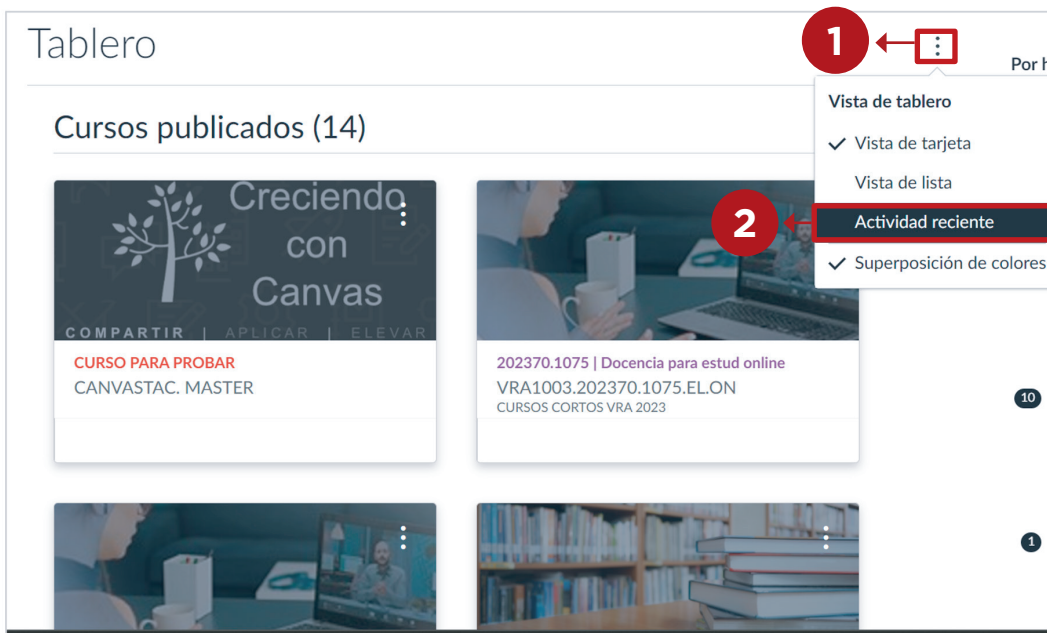 Tablero
1
Por h
Vista de tablero
Vista de tarjeta
Vista de lista
2
Actividad reciente
Superposición de colores
Cursos publicados (14)
Creciendo
con
Canvas
COMPARTIR | APLICAR | ELEVAR
CURSO PARA PROBAR
CANVASTAC. MASTER
202370.1075 | Docencia para estud online
VRA1003.202370.1075.EL.ON
CURSOS CORTOS VRA 2023
10
1